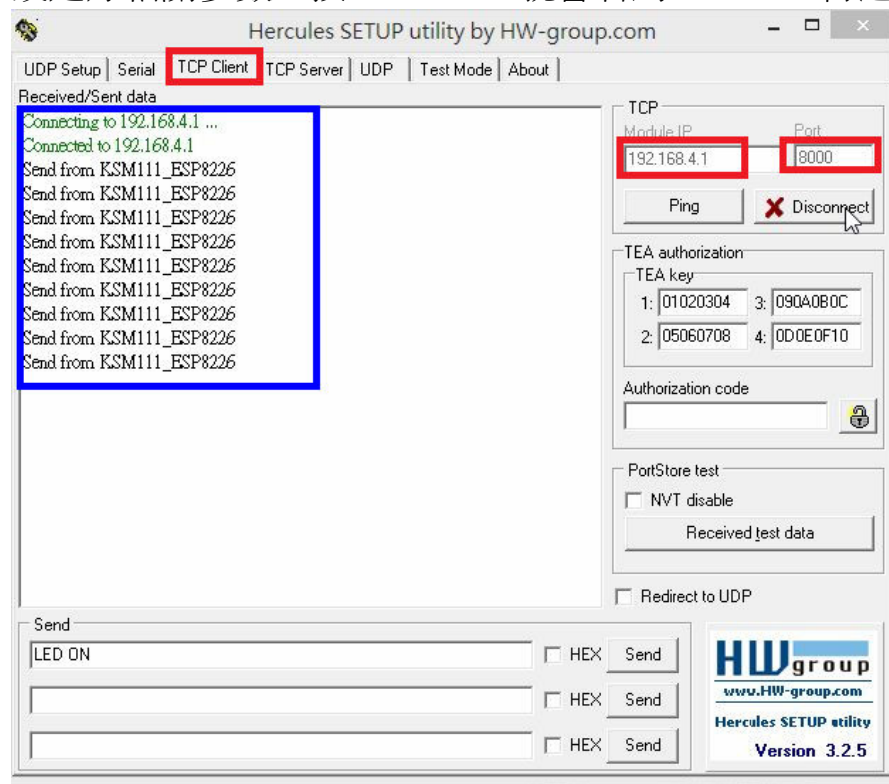 Hercules SETUP utility by HW-group.com
UDP Setup Serial TCP Client TCP Server UDP Test Mode About
Received/Sent data
Connecting to 192.168.4.1 ...
Connected to 192.168.4.1
Send from KSM111_ESP8226
Send from KSM111_ESP8226
Send from KSM111_ESP8226
Send from KSM111_ESP8226
Send from KSM111_ESP8226
Send from KSM111_ESP8226
Send from KSM111_ESP8226
Send from KSM111_ESP8226
Send from KSM111_ESP8226
TCP
Module IP Port
192.168.4.1 8000
Ping Disconnect
TEA authorization
TEA key
1: 01020304 3: 090A0B0C
2: 05060708 4: 0D0E0F10
Authorization code
PortStore test
NVT disable
Received test data
Redirect to UDP
Send
LED ON HEX Send
HEX Send
HEX Send
HW group
www.HW-group.com
Hercules SETUP utility
Version 3.2.5